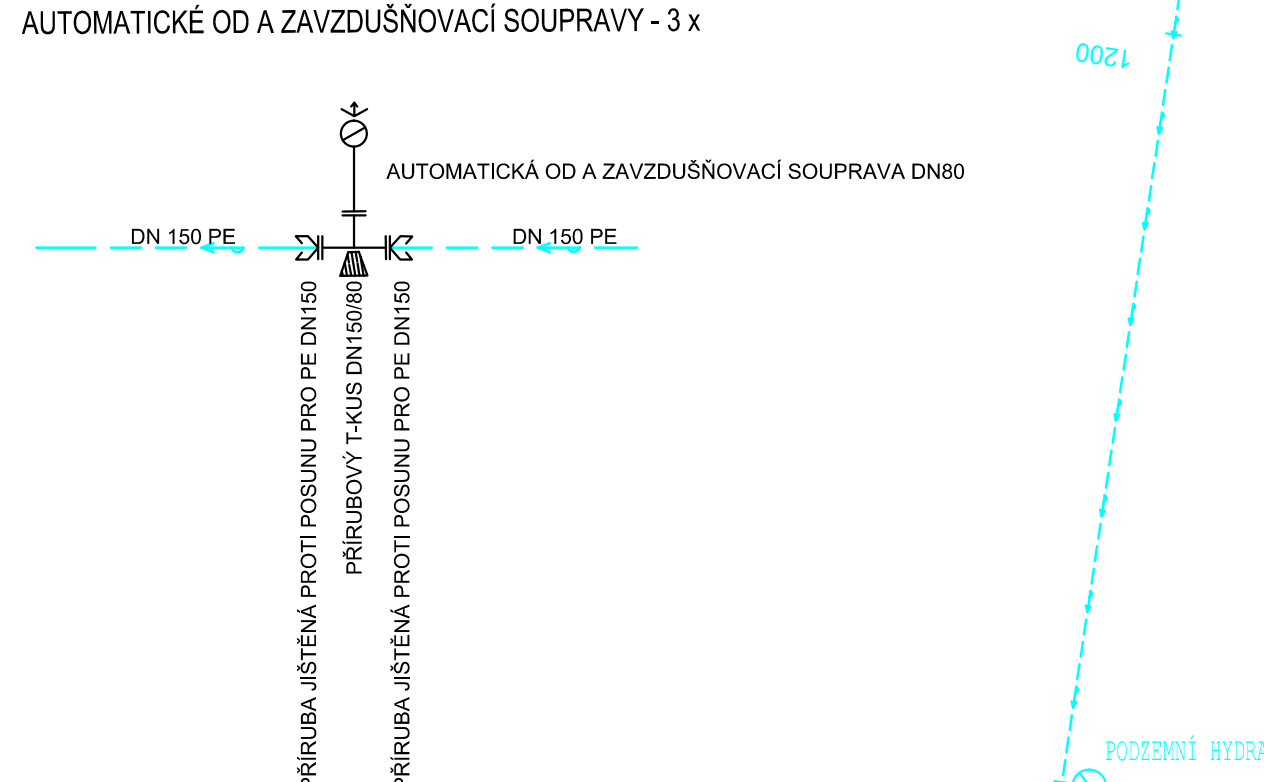 AUTOMATICKÉ OD A ZAVZDUŠŇOVACÍ SOUPRAVY - 3 x
1200
AUTOMATICKÁ OD A ZAVZDUŠŇOVACÍ SOUPRAVA DN80
DN 150 PE
DN 150 PE
PŘÍRUBA JIŠTĚNÁ PROTI POSUNU PRO PE DN150
PŘÍRUBOVÝ T-KUS DN150/80
PŘÍRUBA JIŠTĚNÁ PROTI POSUNU PRO PE DN150
PODZEMNÍ HYDRA